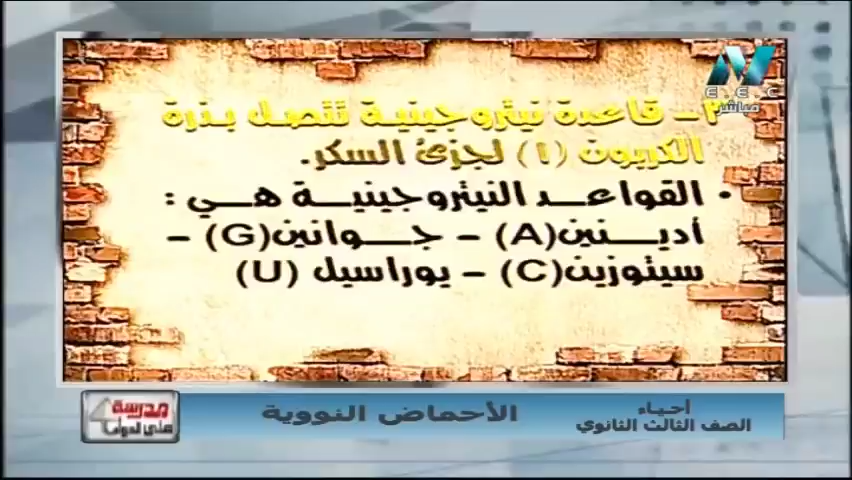 E.E.C
مباشر
٣- قاعدة نيتروجينية تتصل بذرة
الكربون (١) لجزئ السكر.
• القواعد النيتروجينية هي :
أدينين(A) - جوانين(G) -
سيتوزين(C) - يوراسيل (U)
أحياء
الصف الثالث الثانوي
الأحماض النووية
مدرسة
على الهواء